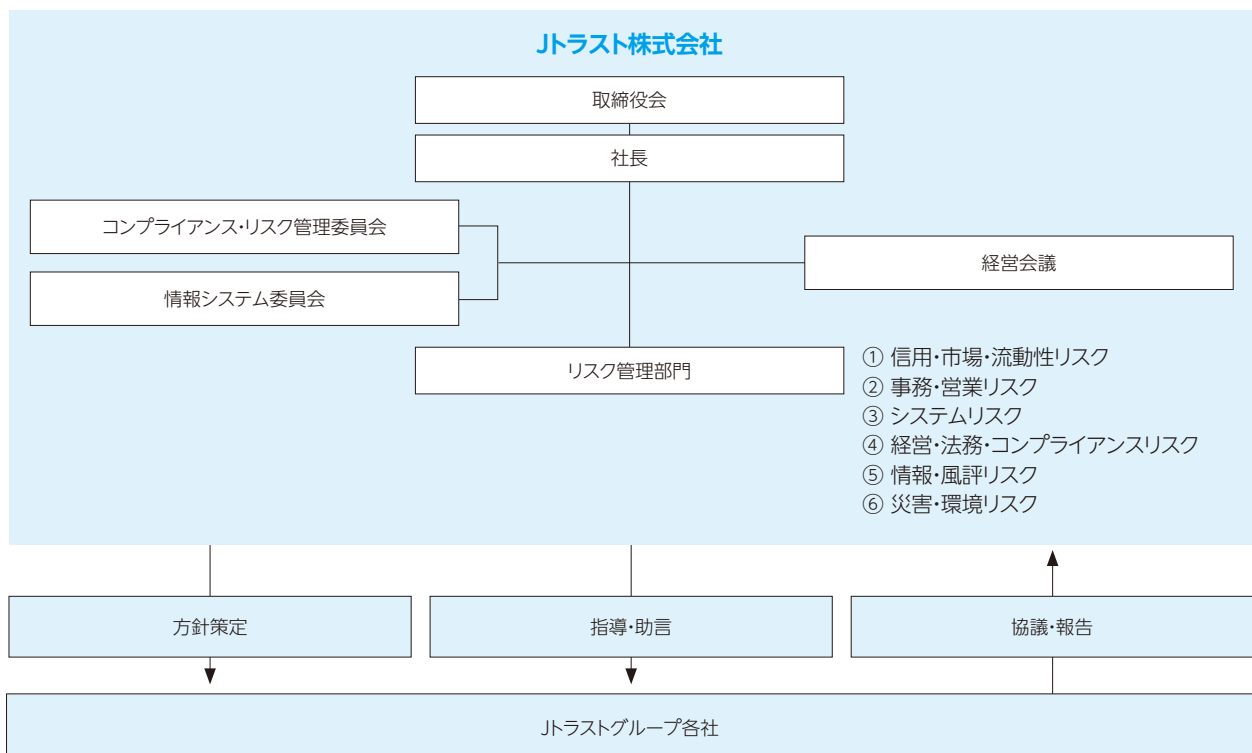 Jトラスト株式会社
取締役会
社長
コンプライアンス・リスク管理委員会
情報システム委員会
経営会議
リスク管理部門
① 信用・市場・流動性リスク
② 事務・営業リスク
③ システムリスク
④ 経営・法務・コンプライアンスリスク
⑤ 情報・風評リスク
⑥ 災害・環境リスク
方針策定
指導・助言
協議・報告
Jトラストグループ各社